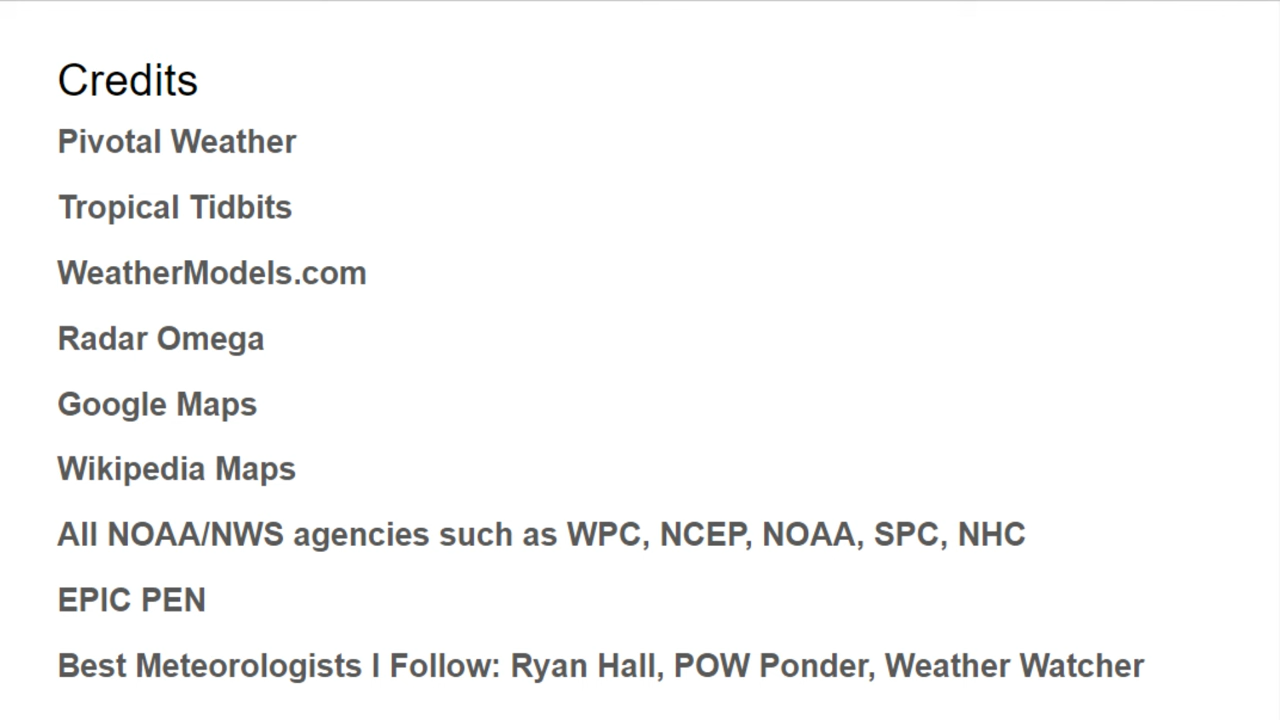 Credits
Pivotal Weather
Tropical Tidbits
WeatherModels.com
Radar Omega
Google Maps
Wikipedia Maps
All NOAA/NWS agencies such as WPC, NCEP, NOAA, SPC, NHC
EPIC PEN
Best Meteorologists I Follow: Ryan Hall, POW Ponder, Weather Watcher